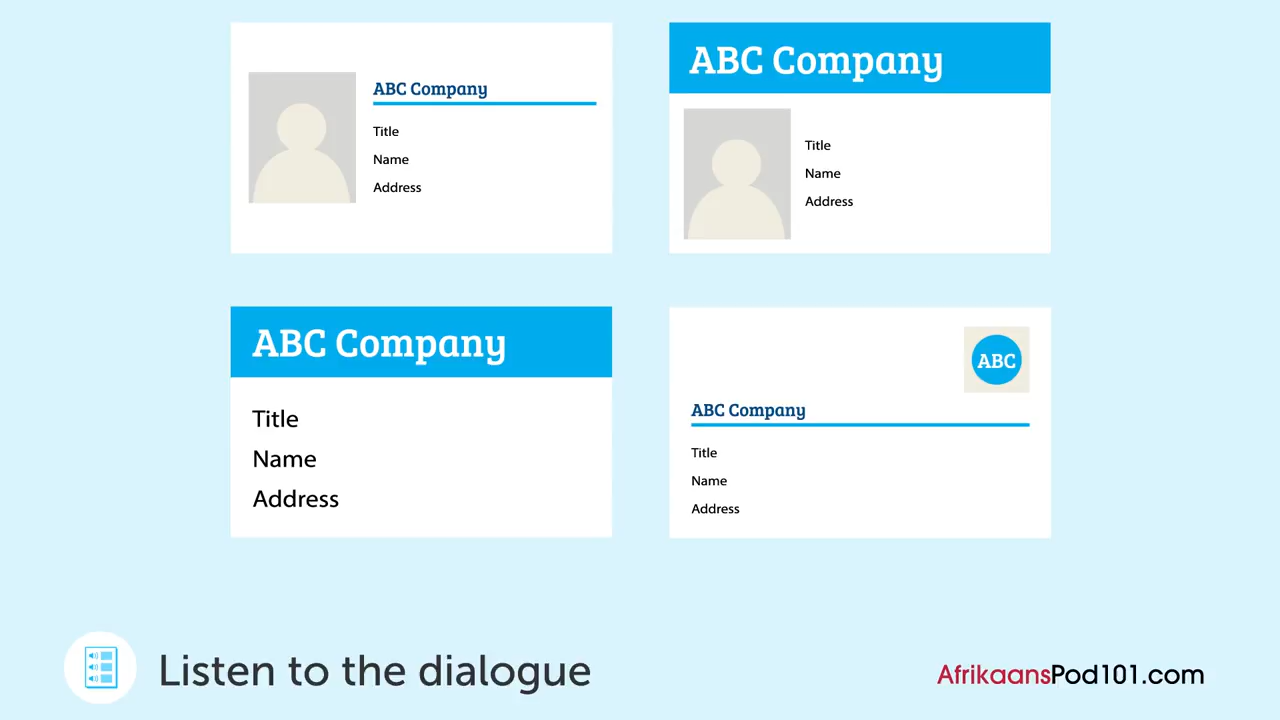 ABC Company
Title
Name
Address
ABC Company
Title
Name
Address
ABC Company
Title
Name
Address
ABC
ABC Company
Title
Name
Address
Listen to the dialogue
AfrikaansPod101.com